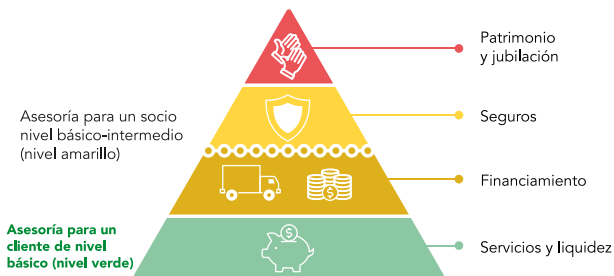 Patrimonio
y jubilación
Asesoría para un socio
nivel básico-intermedio
(nivel amarillo)
Seguros
Financiamiento
Asesoría para un
cliente de nivel
básico (nivel verde)
Servicios y liquidez
$
$